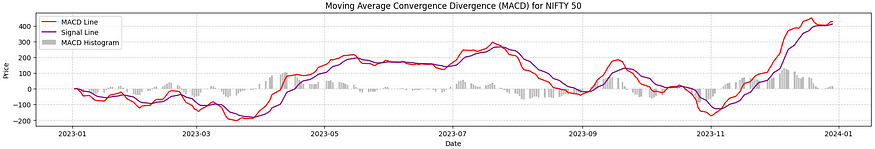 Moving Average Convergence Divergence (MACD) for NIFTY 50
MACD Line
Signal Line
MACD Histogram
400
300
200
100
0
−100
−200
Price
2023-01
2023-03
2023-05
2023-07
2023-09
2023-11
2024-01
Date